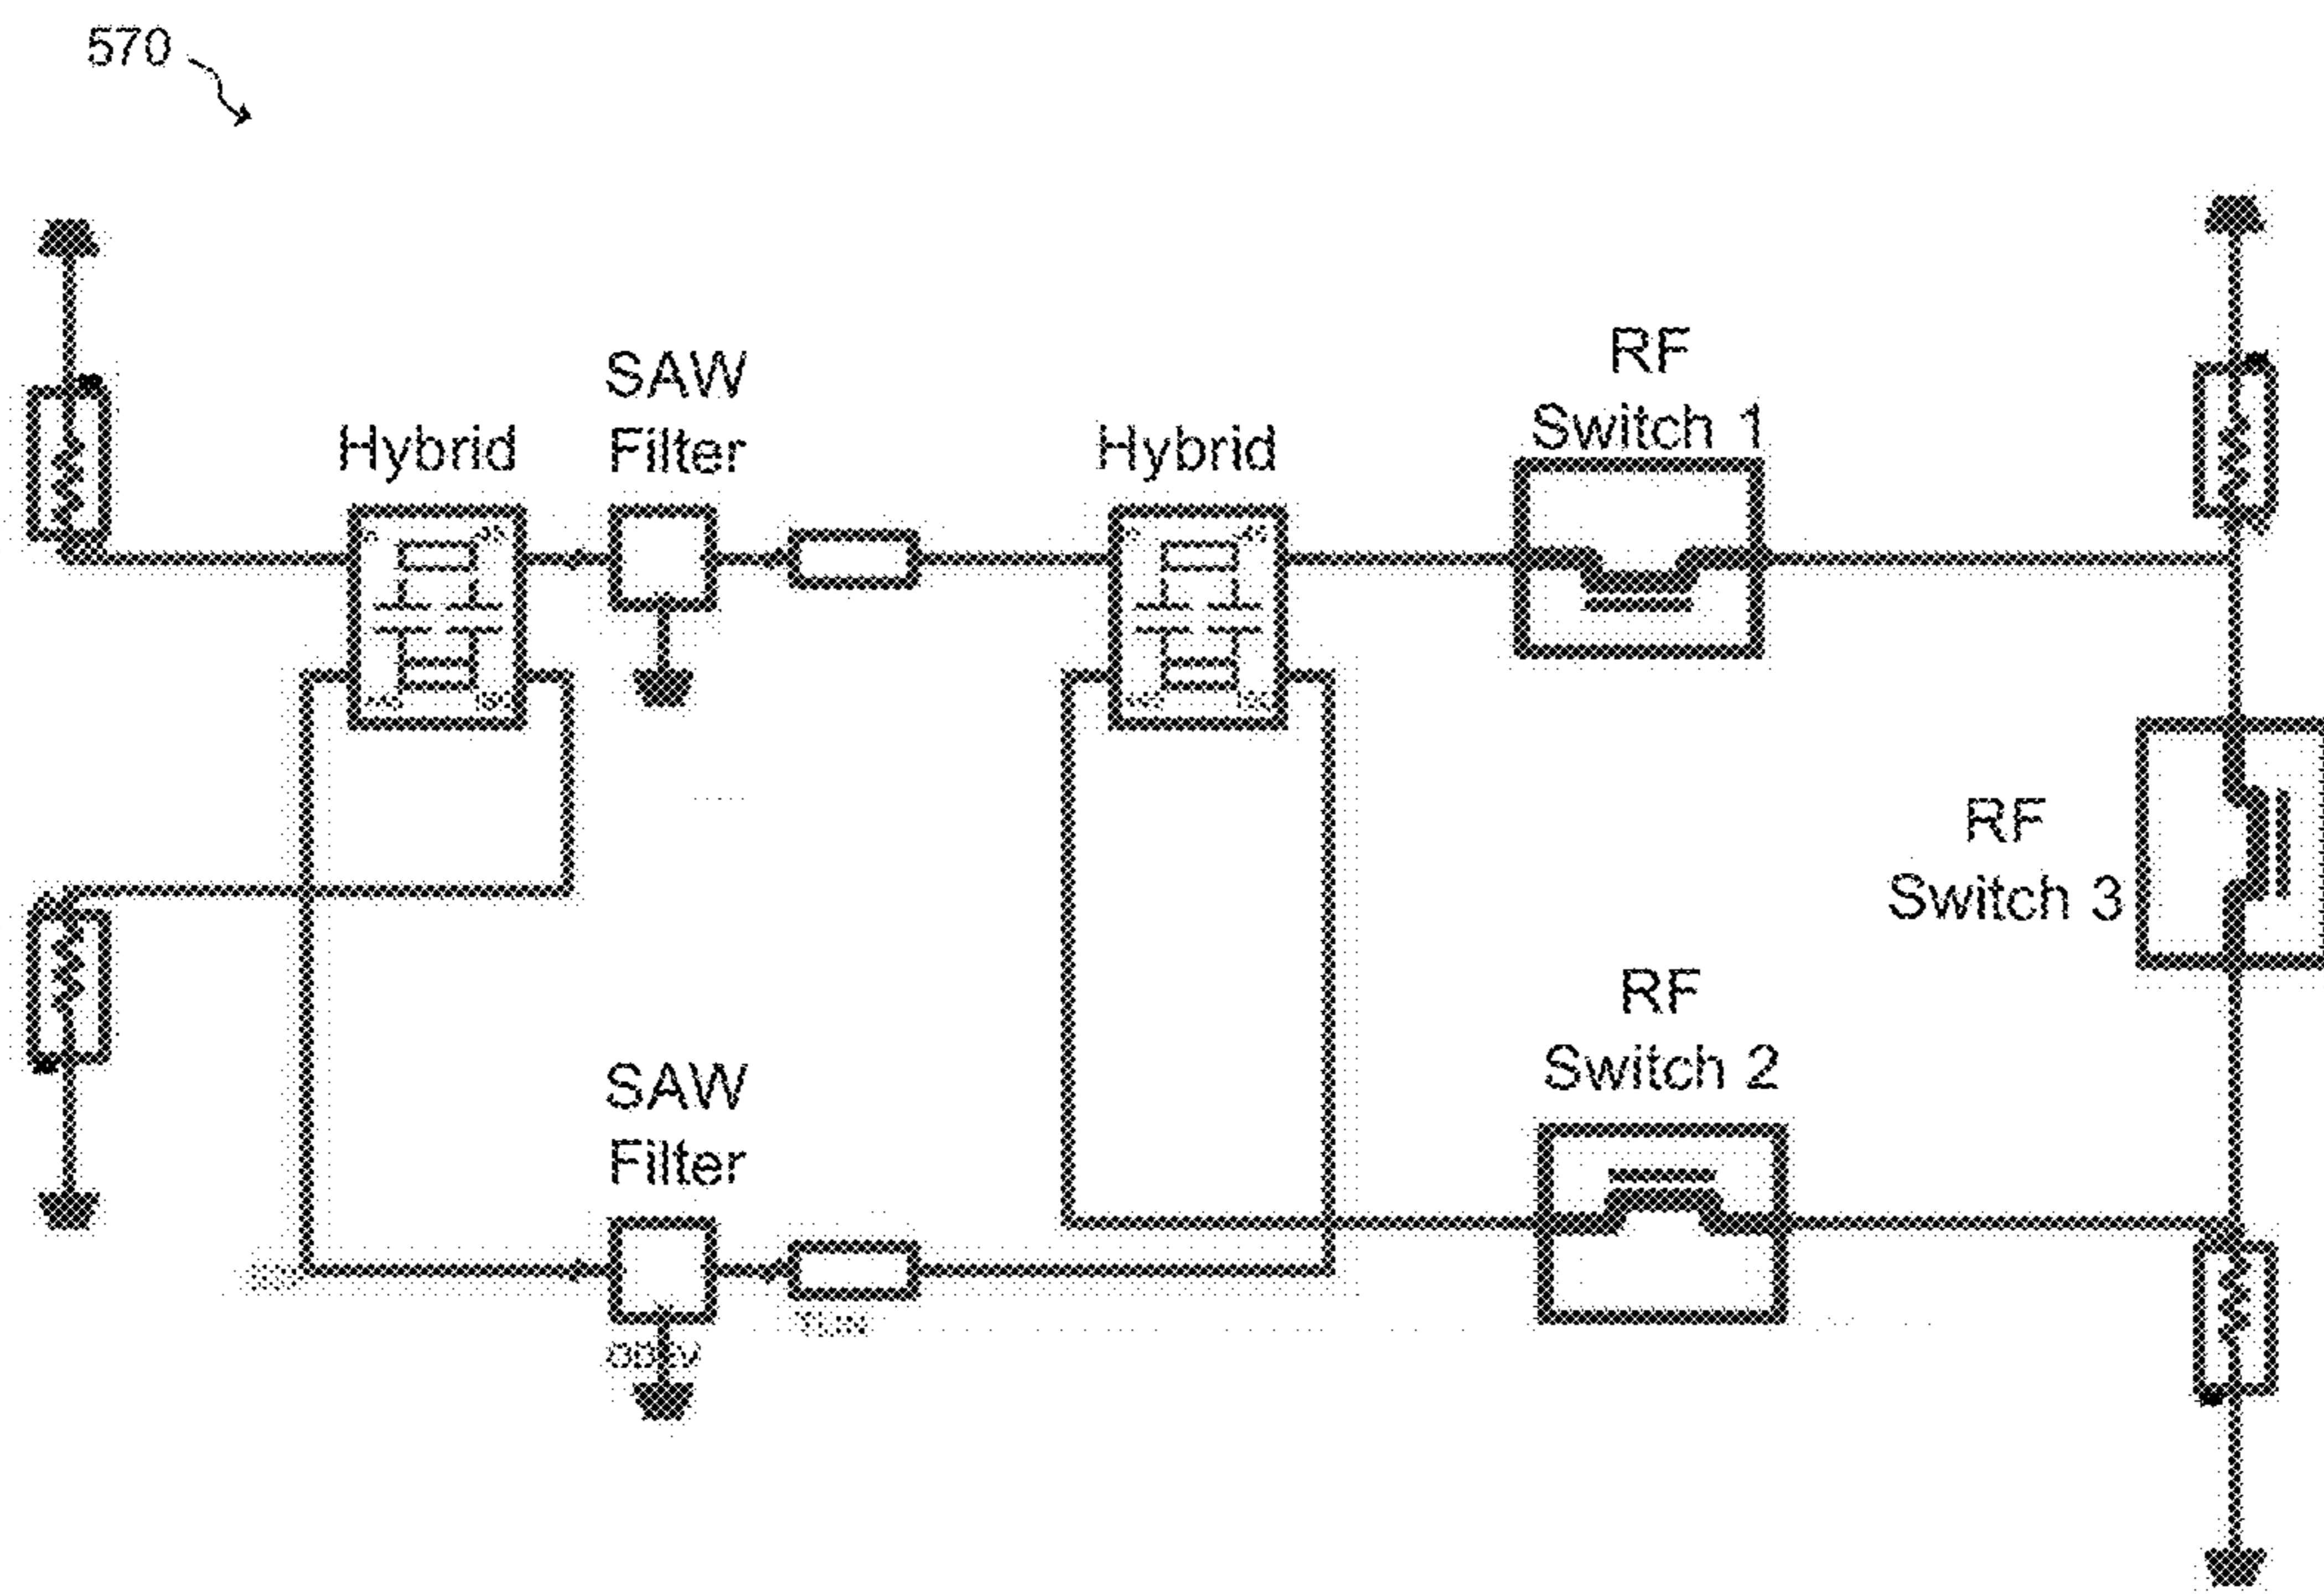 570
SAW
Filter
Hybrid
Hybrid
RF
Switch 1
RF
Switch 3
RF
Switch 2
SAW
Filter